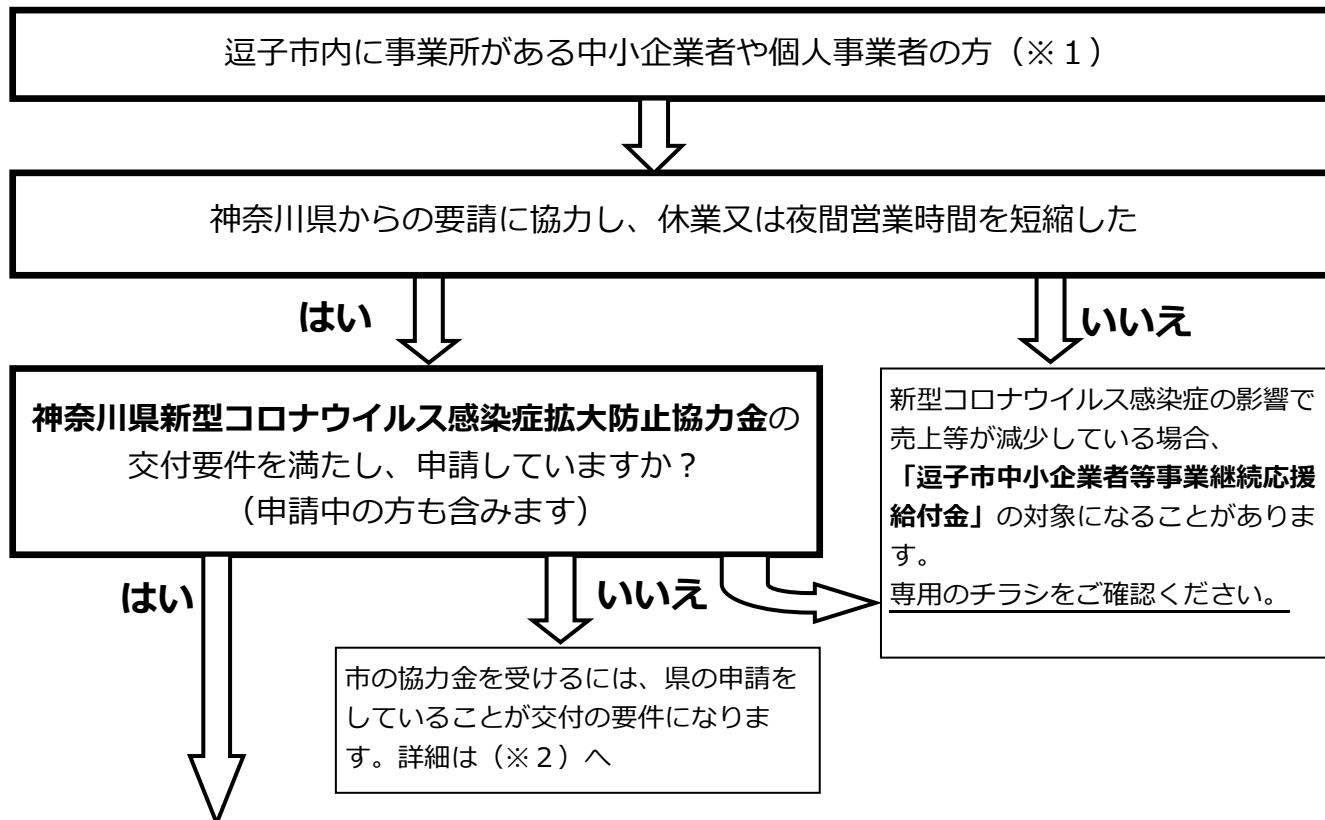 逗子市内に事業所がある中小企業者や個人事業者の方（※１）
神奈川県からの要請に協力し、休業又は夜間営業時間を短縮した
はい
いいえ
神奈川県新型コロナウイルス感染症拡大防止協力金の
交付要件を満たし、申請していますか？
（申請中の方も含みます）
新型コロナウイルス感染症の影響で
売上等が減少している場合、
「逗子市中小企業者等事業継続応援
給付金」の対象になることがありま
す。
専用のチラシをご確認ください。
はい
いいえ
市の協力金を受けるには、県の申請を
していることが交付の要件になりま
す。詳細は（※２）へ